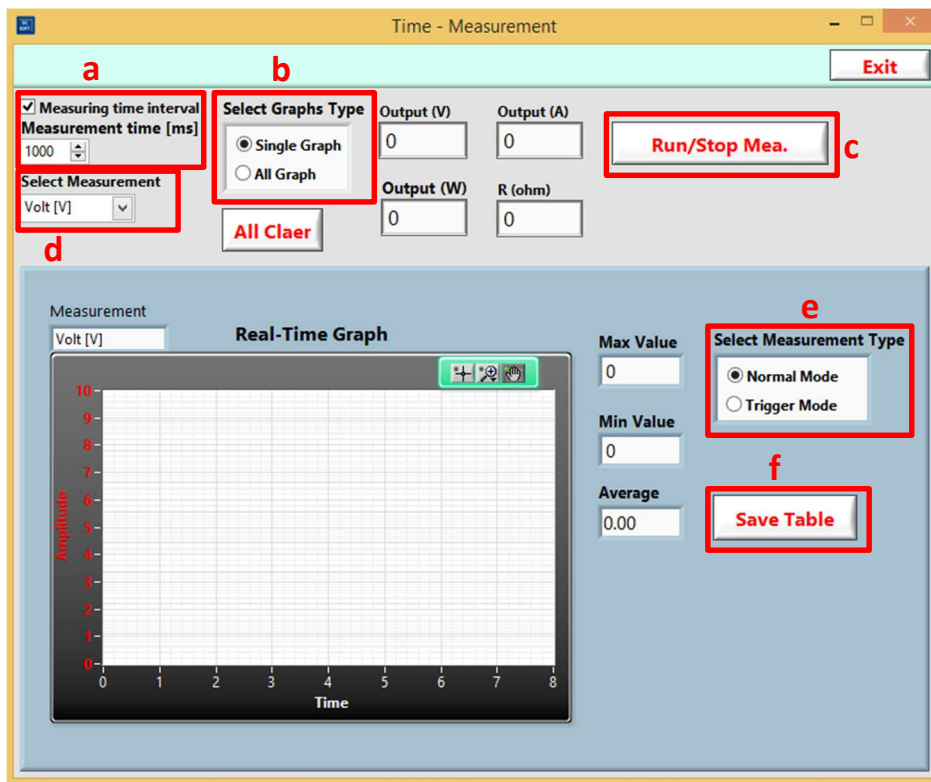 Time - Measurement
Exit
a
b
Measuring time interval
Measurement time [ms]
1000
Select Graphs Type
Single Graph
All Graph
Output (V)
0
Output (A)
0
Run/Stop Mea.
c
Select Measurement
Volt [V]
d
All Claer
Output (W)
0
R (ohm)
0
Measurement
Volt [V]
Real-Time Graph
Max Value
0
Min Value
0
Average
0.00
e
Select Measurement Type
Normal Mode
Trigger Mode
f
Save Table
Amplitude
10
9
8
7
6
5
4
3
2
1
0
0 1 2 3 4 5 6 7 8
Time